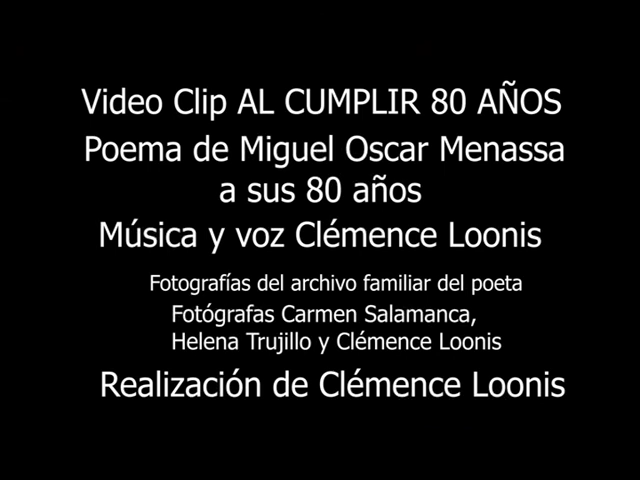 Video Clip AL CUMPLIR 80 AÑOS
Poema de Miguel Oscar Menassa
a sus 80 años
Música y voz Clémence Loonis
Fotografías del archivo familiar del poeta
Fotógrafas Carmen Salamanca,
Helena Trujillo y Clémence Loonis
Realización de Clémence Loonis